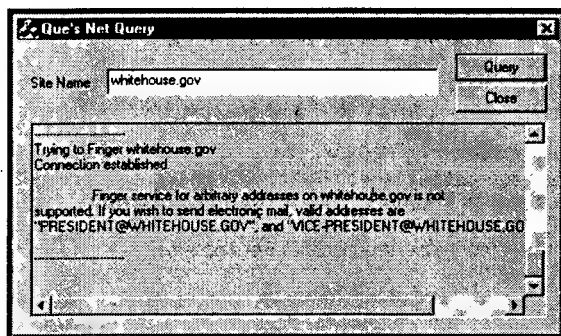 Que's Net Query
Site Name
whitehouse.gov
Query
Close
--------------------
Trying to Finger whitehouse.gov
Connection established
Finger service for arbitrary addresses on whitehouse.gov is not
supported. If you wish to send electronic mail, valid addresses are
"PRESIDENT@WHITEHOUSE.GOV", and "VICE-PRESIDENT@WHITEHOUSE.GO
--------------------